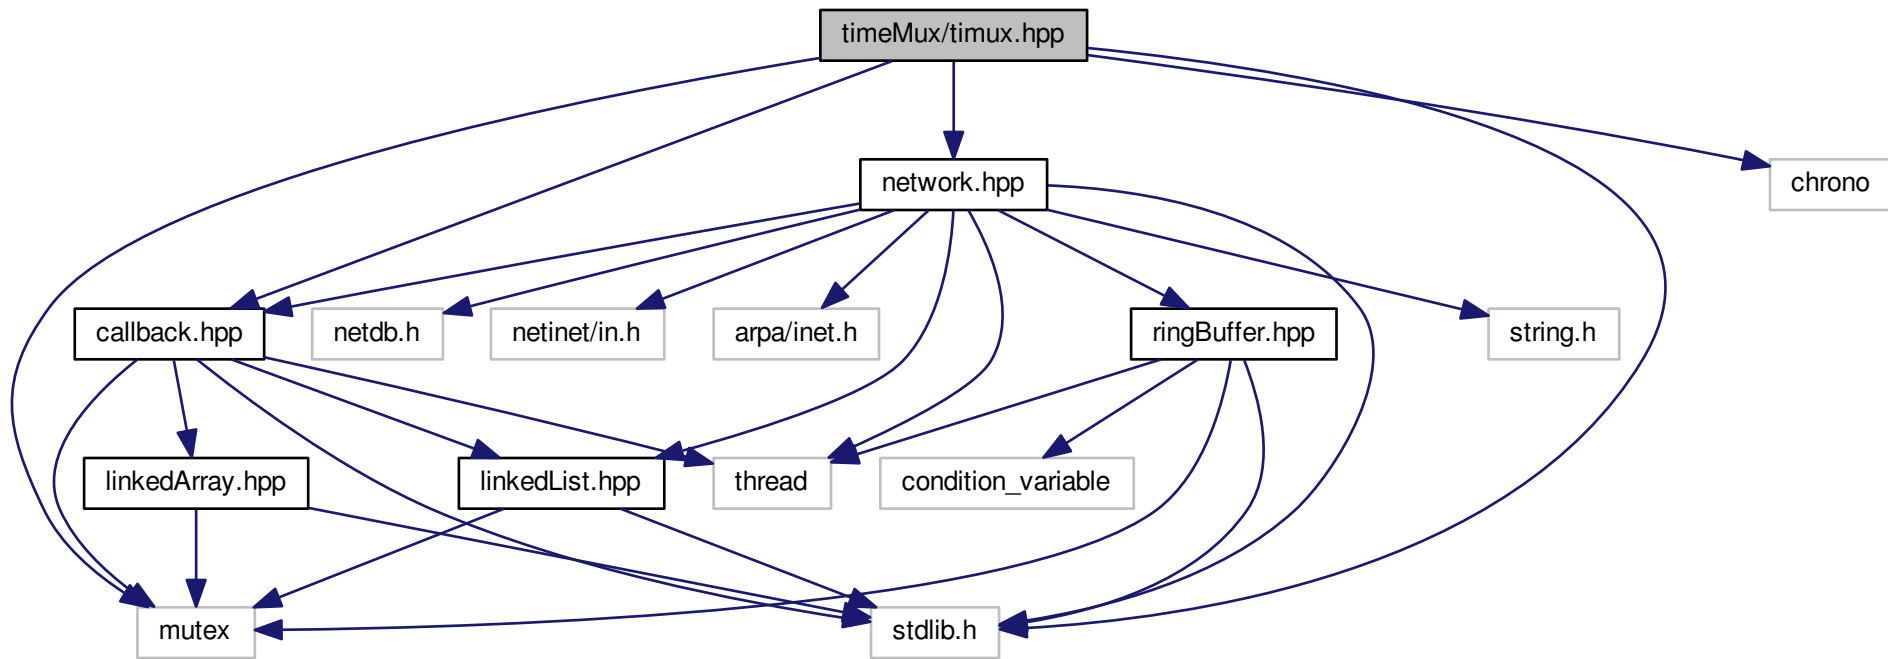 timeMux/timux.hpp
network.hpp
chrono
callback.hpp
netdb.h
netinet/in.h
arpa/inet.h
ringBuffer.hpp
string.h
linkedArray.hpp
linkedList.hpp
thread
condition_variable
mutex
stdlib.h